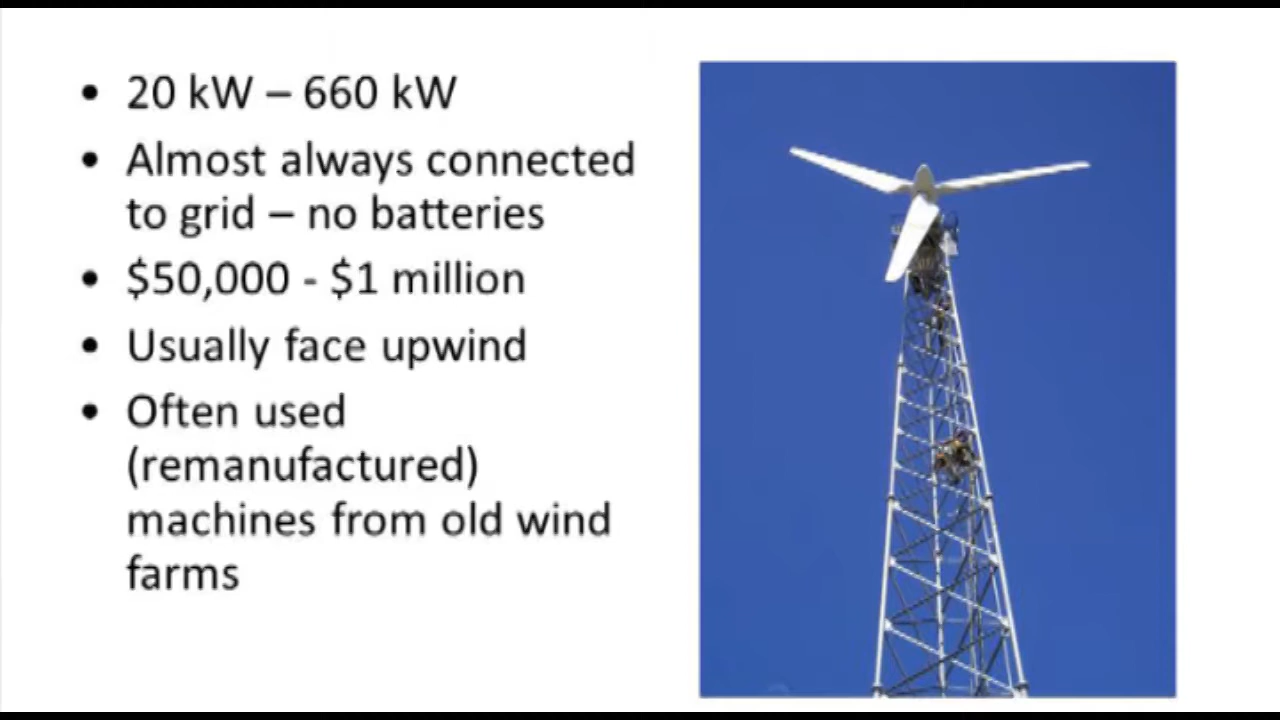 • 20 kW – 660 kW
• Almost always connected
to grid – no batteries
• $50,000 - $1 million
• Usually face upwind
• Often used
(remanufactured)
machines from old wind
farms